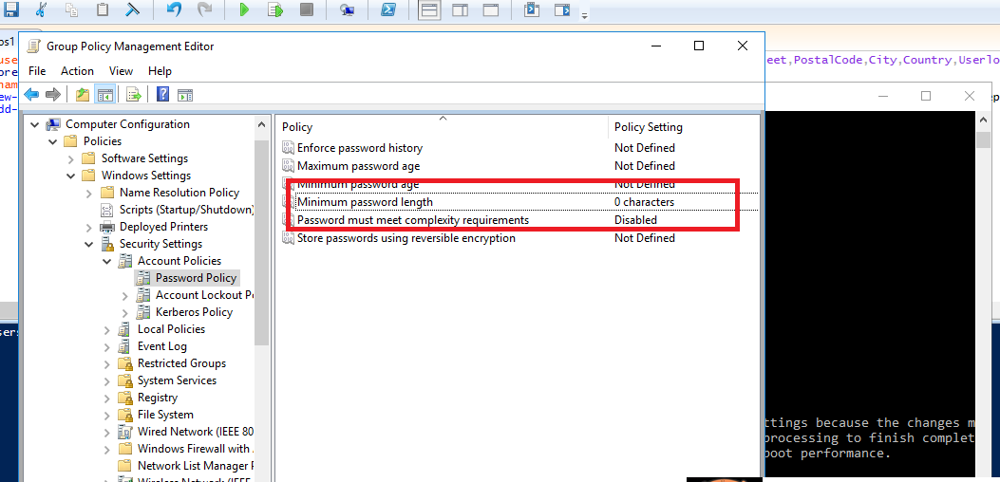 Group Policy Management Editor
File Action View Help
Computer Configuration
Policies
Software Settings
Windows Settings
Name Resolution Policy
Scripts (Startup/Shutdown)
Deployed Printers
Security Settings
Account Policies
Password Policy
Account Lockout P
Kerberos Policy
Local Policies
Event Log
Restricted Groups
System Services
Registry
File System
Wired Network (IEEE 80
Windows Firewall with
Network List Manager P
Wireless Network (IEEE
Policy Policy Setting
Enforce password history Not Defined
Maximum password age Not Defined
Minimum password age Not Defined
Minimum password length 0 characters
Password must meet complexity requirements Disabled
Store passwords using reversible encryption Not Defined
eet,PostalCode,City,Country,Userlo
ttings because the changes m
processing to finish complet
boot performance.